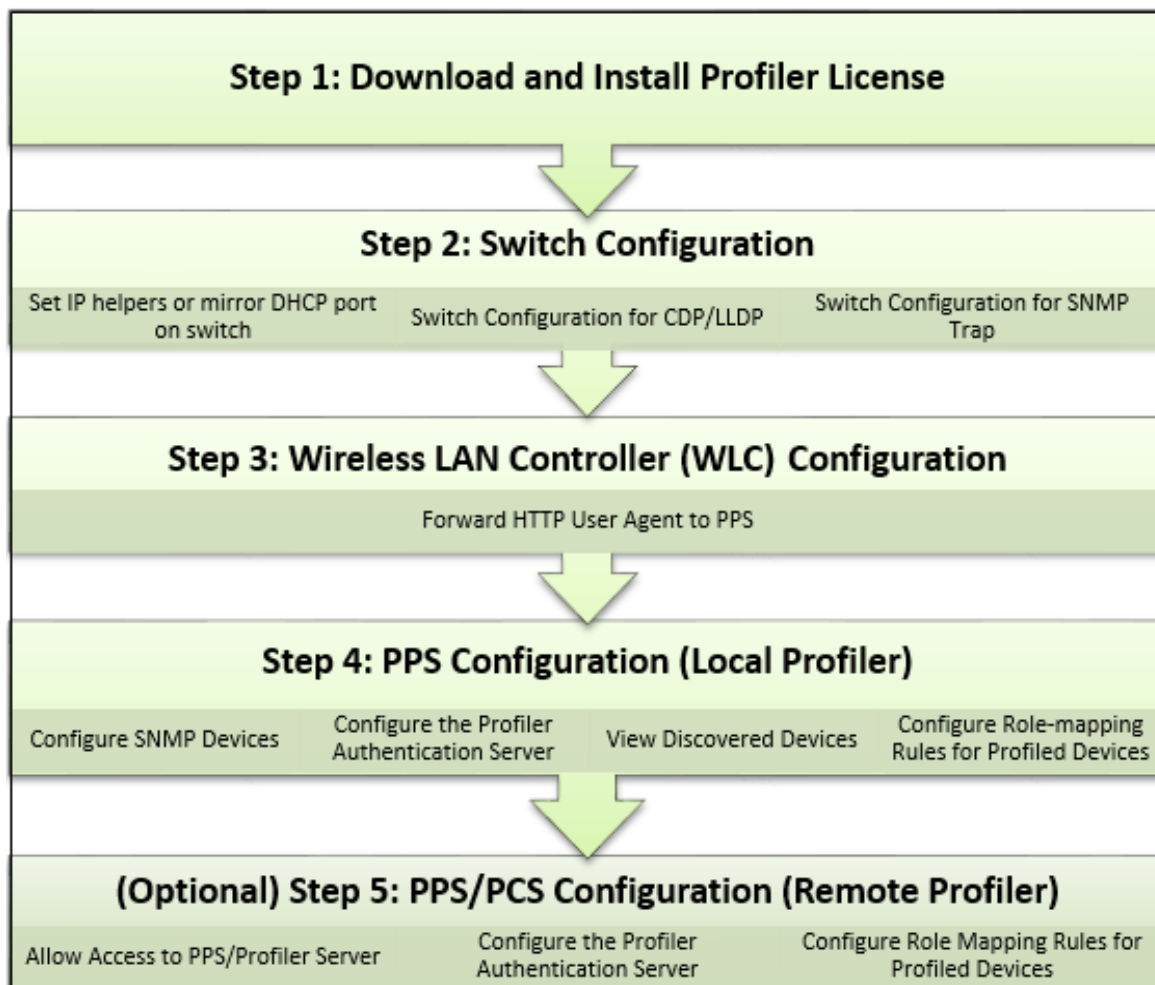 Step 1: Download and Install Profiler License
Step 2: Switch Configuration
Set IP helpers or mirror DHCP port
on switch
Switch Configuration for CDP/LLDP
Switch Configuration for SNMP
Trap
Step 3: Wireless LAN Controller (WLC) Configuration
Forward HTTP User Agent to PPS
Step 4: PPS Configuration (Local Profiler)
Configure SNMP Devices
Configure the Profiler
Authentication Server
View Discovered Devices
Configure Role-mapping
Rules for Profiled Devices
(Optional) Step 5: PPS/PCS Configuration (Remote Profiler)
Allow Access to PPS/Profiler Server
Configure the Profiler
Authentication Server
Configure Role Mapping Rules for
Profiled Devices